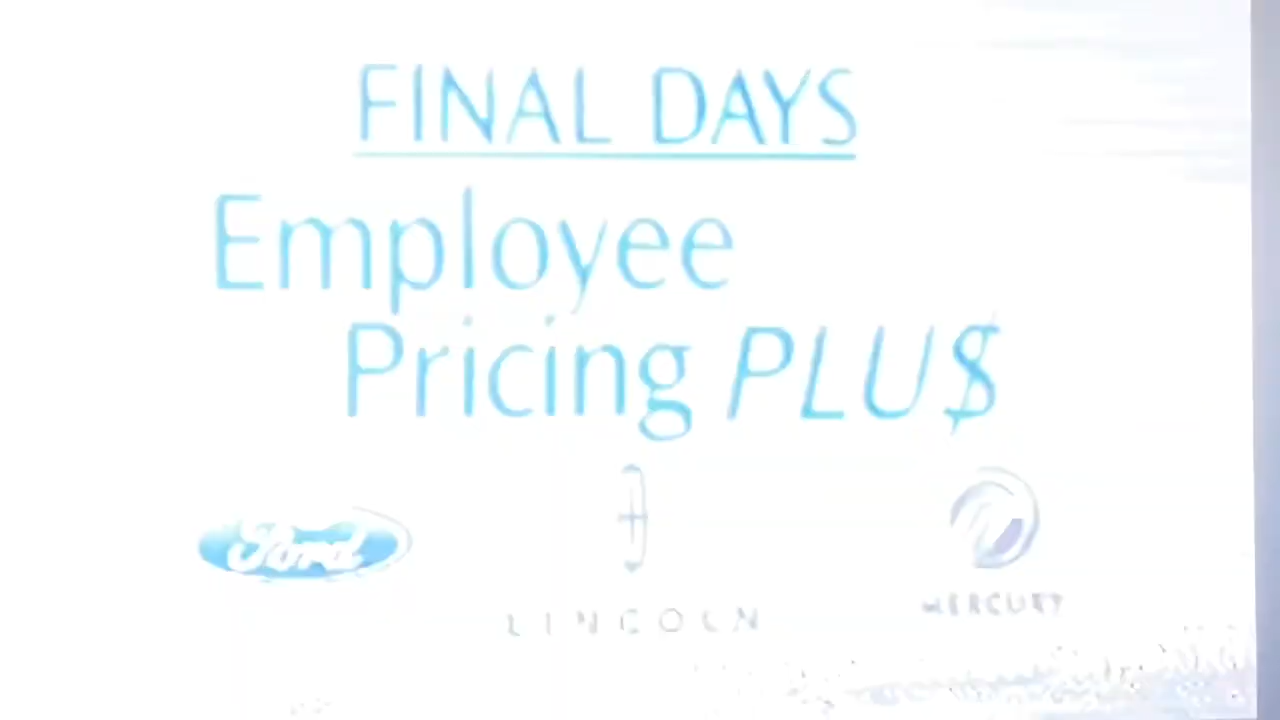 FINAL DAYS
Employee
Pricing PLU$
Ford
LINCOLN
MERCURY